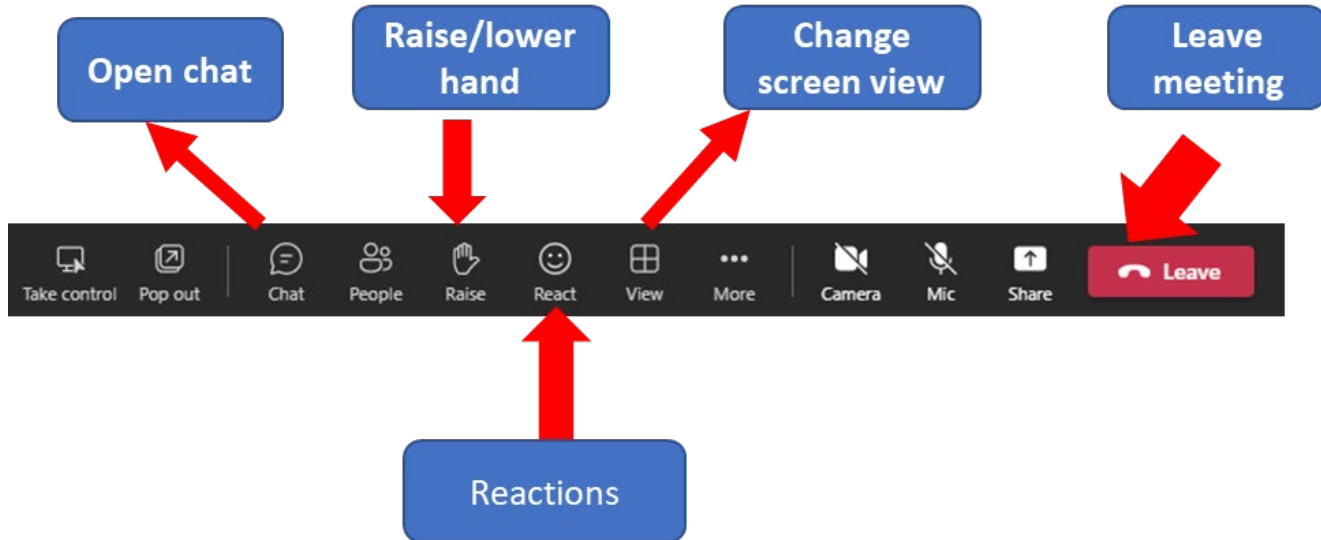 Open chat
Raise/lower
hand
Change
screen view
Leave
meeting
Take control Pop out Chat People Raise React View More Camera Mic Share Leave
Reactions